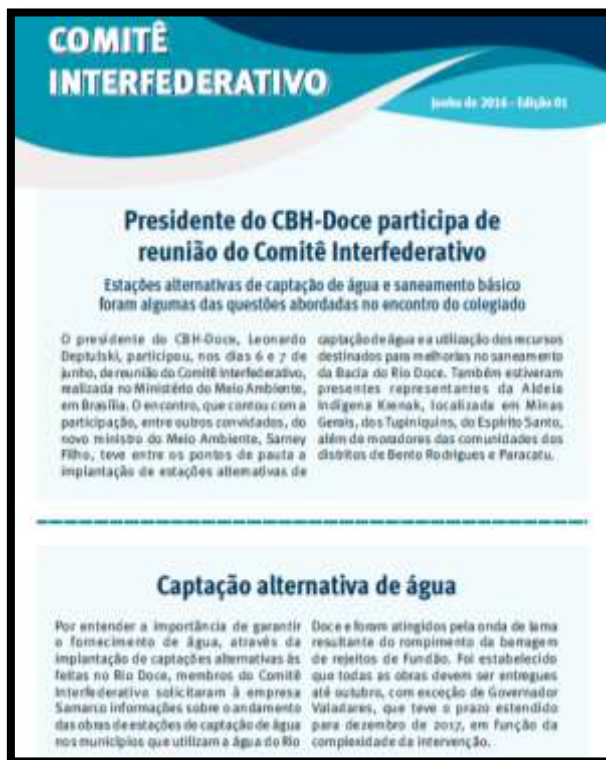 COMITÊ
INTERFEDERATIVO
Junho de 2016 - Edição 01
Presidente do CBH-Doce participa de
reunião do Comitê Interfederativo
Estações alternativas de captação de água e saneamento básico
foram algumas das questões abordadas no encontro do colegiado
O presidente do CBH-Doce, Leonardo
Deptulski, participou, nos dias 6 e 7 de
junho, de reunião do Comitê Interfederativo,
realizada no Ministério do Meio Ambiente,
em Brasília. O encontro, que contou com a
participação, entre outros convidados, do
novo ministro do Meio Ambiente, Sarney
Filho, teve entre os pontos de pauta a
implantação de estações alternativas de
captação de água e a utilização dos recursos
destinados para melhorias no saneamento
da Bacia do Rio Doce. Também estiveram
presentes representantes da Aldeia
Indígena Krenak, localizada em Minas
Gerais, dos Tupiniquins, do Espírito Santo,
além de moradores das comunidades dos
distritos de Bento Rodrigues e Paracatu.
Captação alternativa de água
Por entender a importância de garantir
o fornecimento de água, através da
implantação de captações alternativas às
feitas no Rio Doce, membros do Comitê
Interfederativo solicitaram à empresa
Samarco informações sobre o andamento
das obras de estações de captação de água
nos municípios que utilizam a água do Rio
Doce e foram atingidos pela onda de lama
resultante do rompimento da barragem
de rejeitos de Fundão. Foi estabelecido
que todas as obras devem ser entregues
até outubro, com exceção de Governador
Valadares, que teve o prazo estendido
para dezembro de 2017, em função da
complexidade da intervenção.